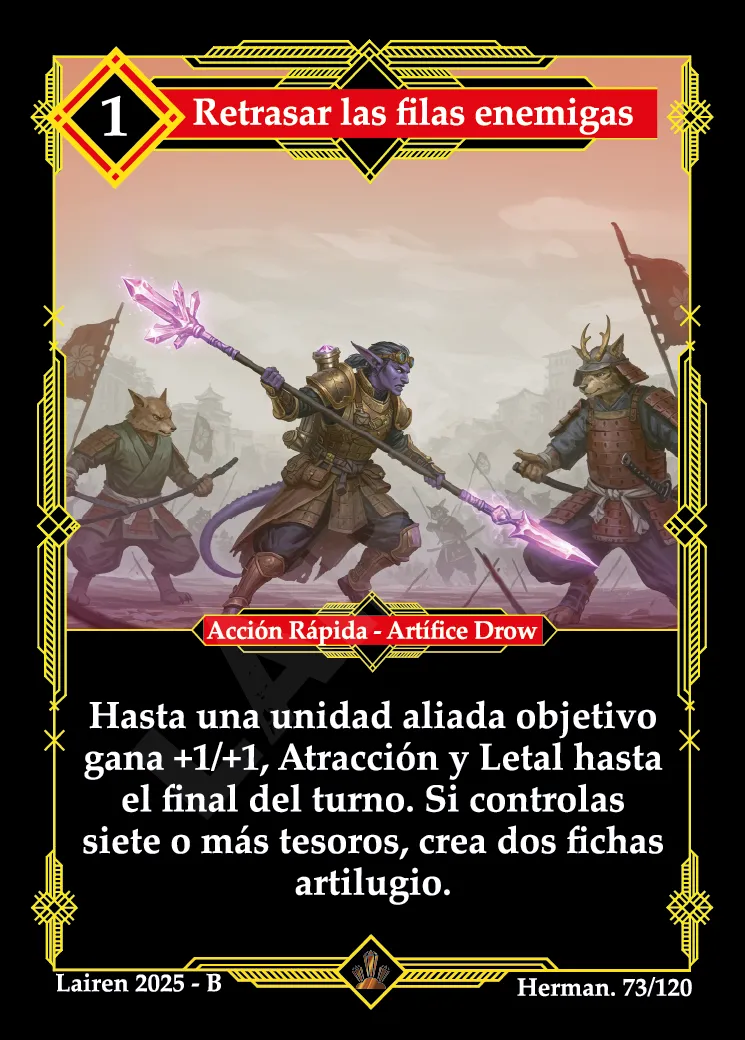 1
Retrasar las filas enemigas
Acción Rápida - Artífice Drow
Hasta una unidad aliada objetivo
gana +1/+1, Atracción y Letal hasta
el final del turno. Si controlas
siete o más tesoros, crea dos fichas
artilugio.
Lairen 2025 - B
Herman. 73/120